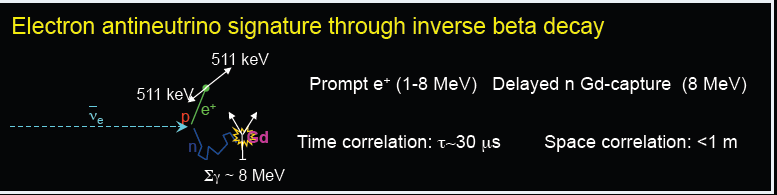 Electron antineutrino signature through inverse beta decay
511 keV
511 keV
Prompt e⁺ (1-8 MeV) Delayed n Gd-capture (8 MeV)
ν̅e
p
e⁺
n
Gd
Time correlation: τ~30 μs Space correlation: <1 m
Σγ ~ 8 MeV